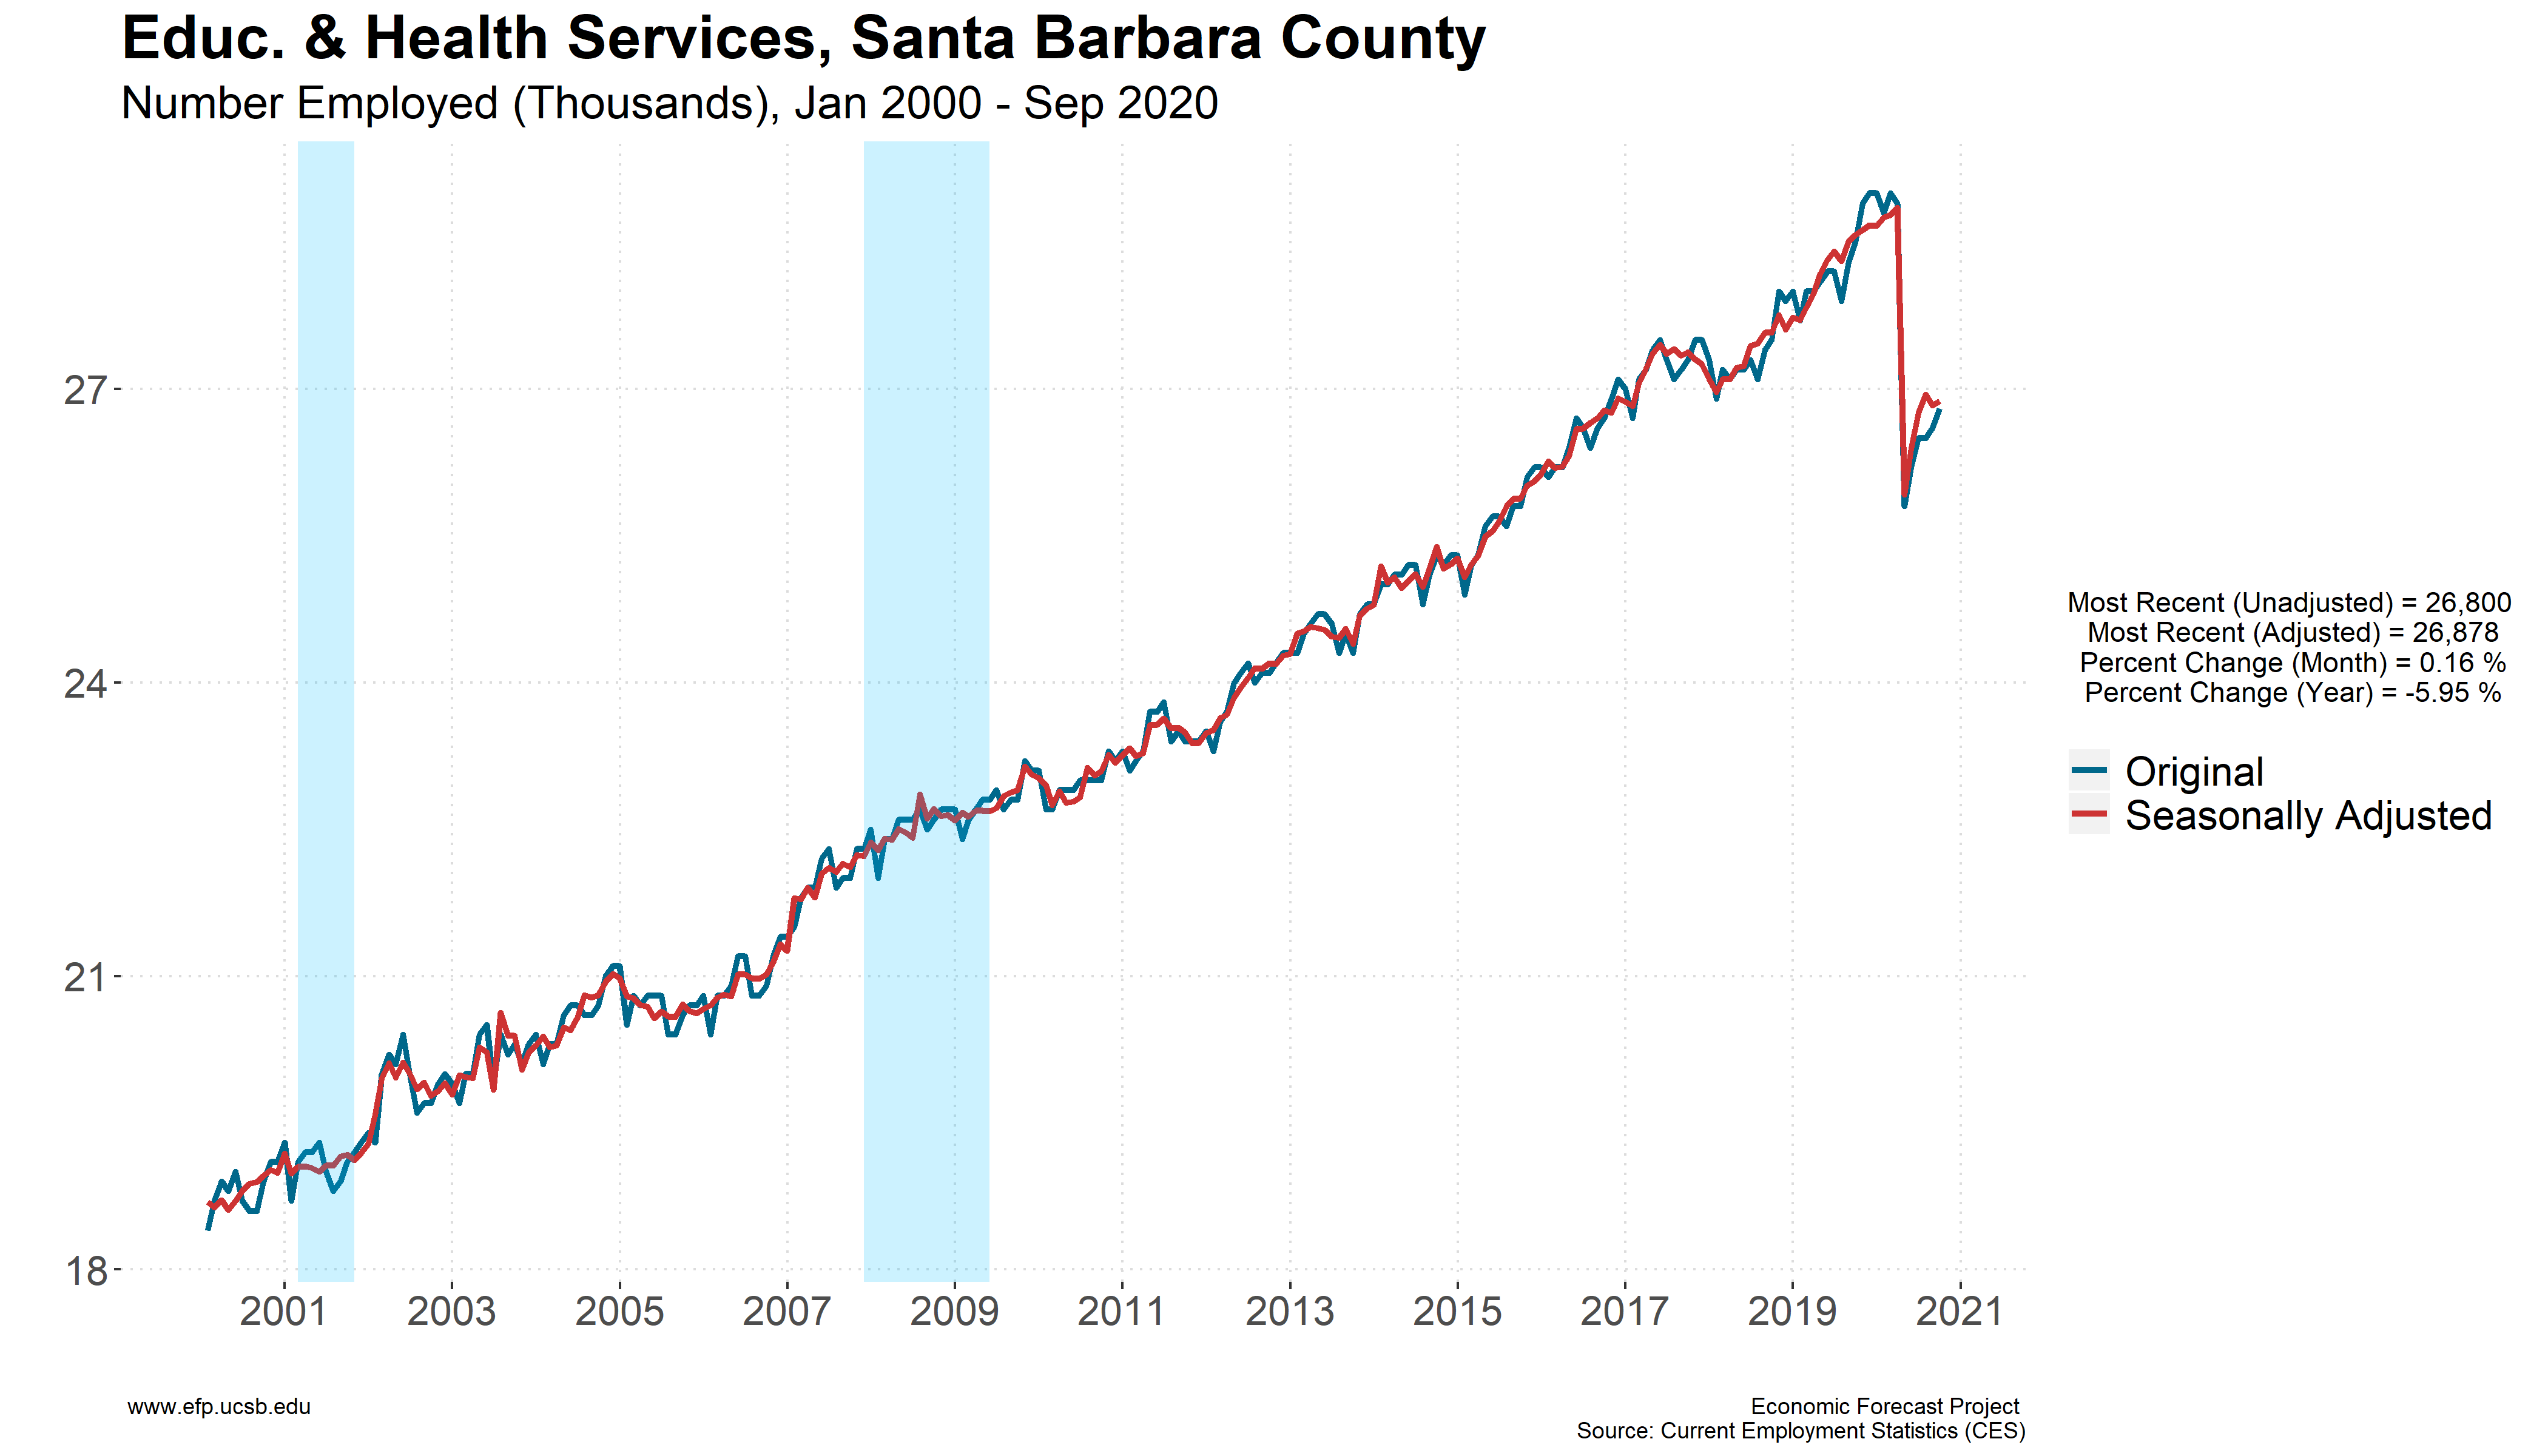 Educ. & Health Services, Santa Barbara County
Number Employed (Thousands), Jan 2000 - Sep 2020
27
24
21
18
2001 2003 2005 2007 2009 2011 2013 2015 2017 2019 2021
Most Recent (Unadjusted) = 26,800
Most Recent (Adjusted) = 26,878
Percent Change (Month) = 0.16 %
Percent Change (Year) = -5.95 %
Original
Seasonally Adjusted
www.efp.ucsb.edu
Economic Forecast Project
Source: Current Employment Statistics (CES)